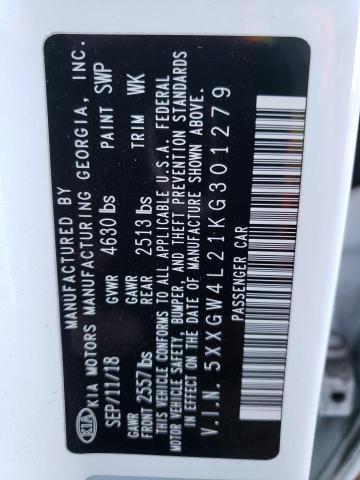 MANUFACTURED BY
KIA KIA MOTORS MANUFACTURING GEORGIA, INC.
SEP/11/18 GVWR 4630 lbs PAINT SWP
GAWR FRONT 2557 lbs GAWR REAR 2513 lbs TRIM WK
THIS VEHICLE CONFORMS TO ALL APPLICABLE U.S.A. FEDERAL
MOTOR VEHICLE SAFETY, BUMPER, AND THEFT PREVENTION STANDARDS
IN EFFECT ON THE DATE OF MANUFACTURE SHOWN ABOVE.
V.I.N. 5XXGW4L21KG301279
PASSENGER CAR